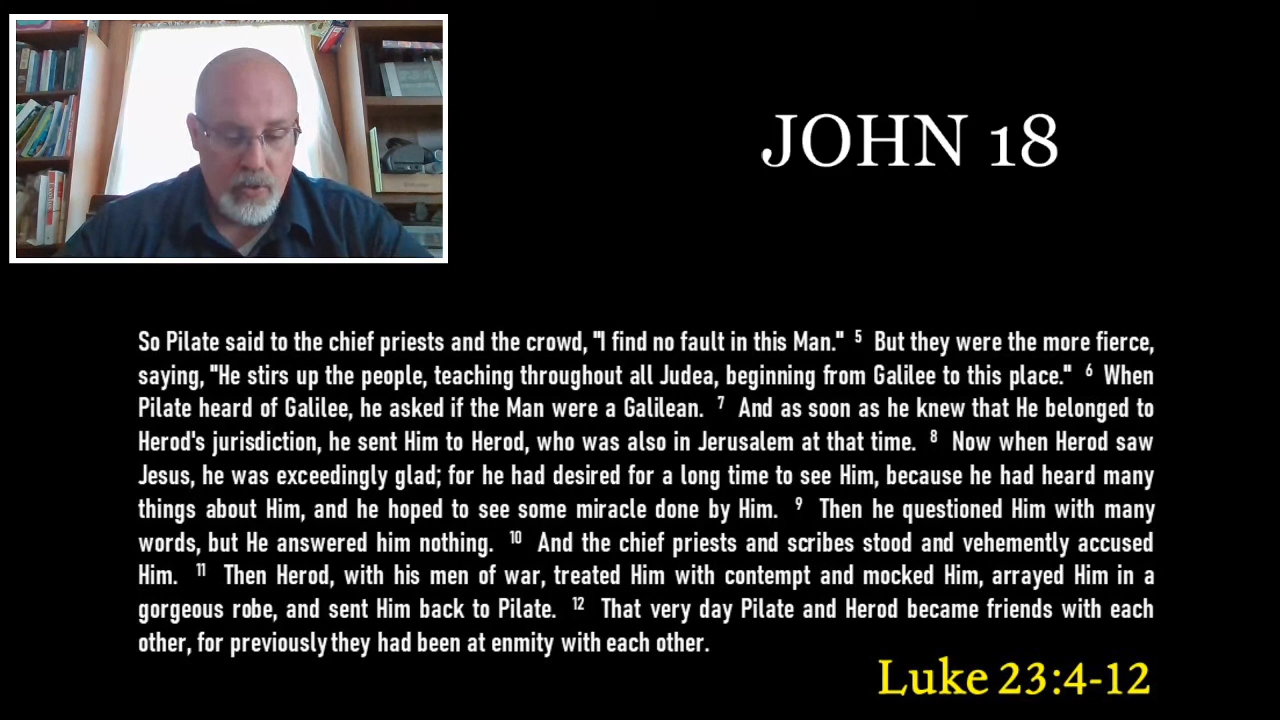 JOHN 18
So Pilate said to the chief priests and the crowd, "I find no fault in this Man." 5 But they were the more fierce,
saying, "He stirs up the people, teaching throughout all Judea, beginning from Galilee to this place." 6 When
Pilate heard of Galilee, he asked if the Man were a Galilean. 7 And as soon as he knew that He belonged to
Herod's jurisdiction, he sent Him to Herod, who was also in Jerusalem at that time. 8 Now when Herod saw
Jesus, he was exceedingly glad; for he had desired for a long time to see Him, because he had heard many
things about Him, and he hoped to see some miracle done by Him. 9 Then he questioned Him with many
words, but He answered him nothing. 10 And the chief priests and scribes stood and vehemently accused
Him. 11 Then Herod, with his men of war, treated Him with contempt and mocked Him, arrayed Him in a
gorgeous robe, and sent Him back to Pilate. 12 That very day Pilate and Herod became friends with each
other, for previously they had been at enmity with each other.
Luke 23:4-12